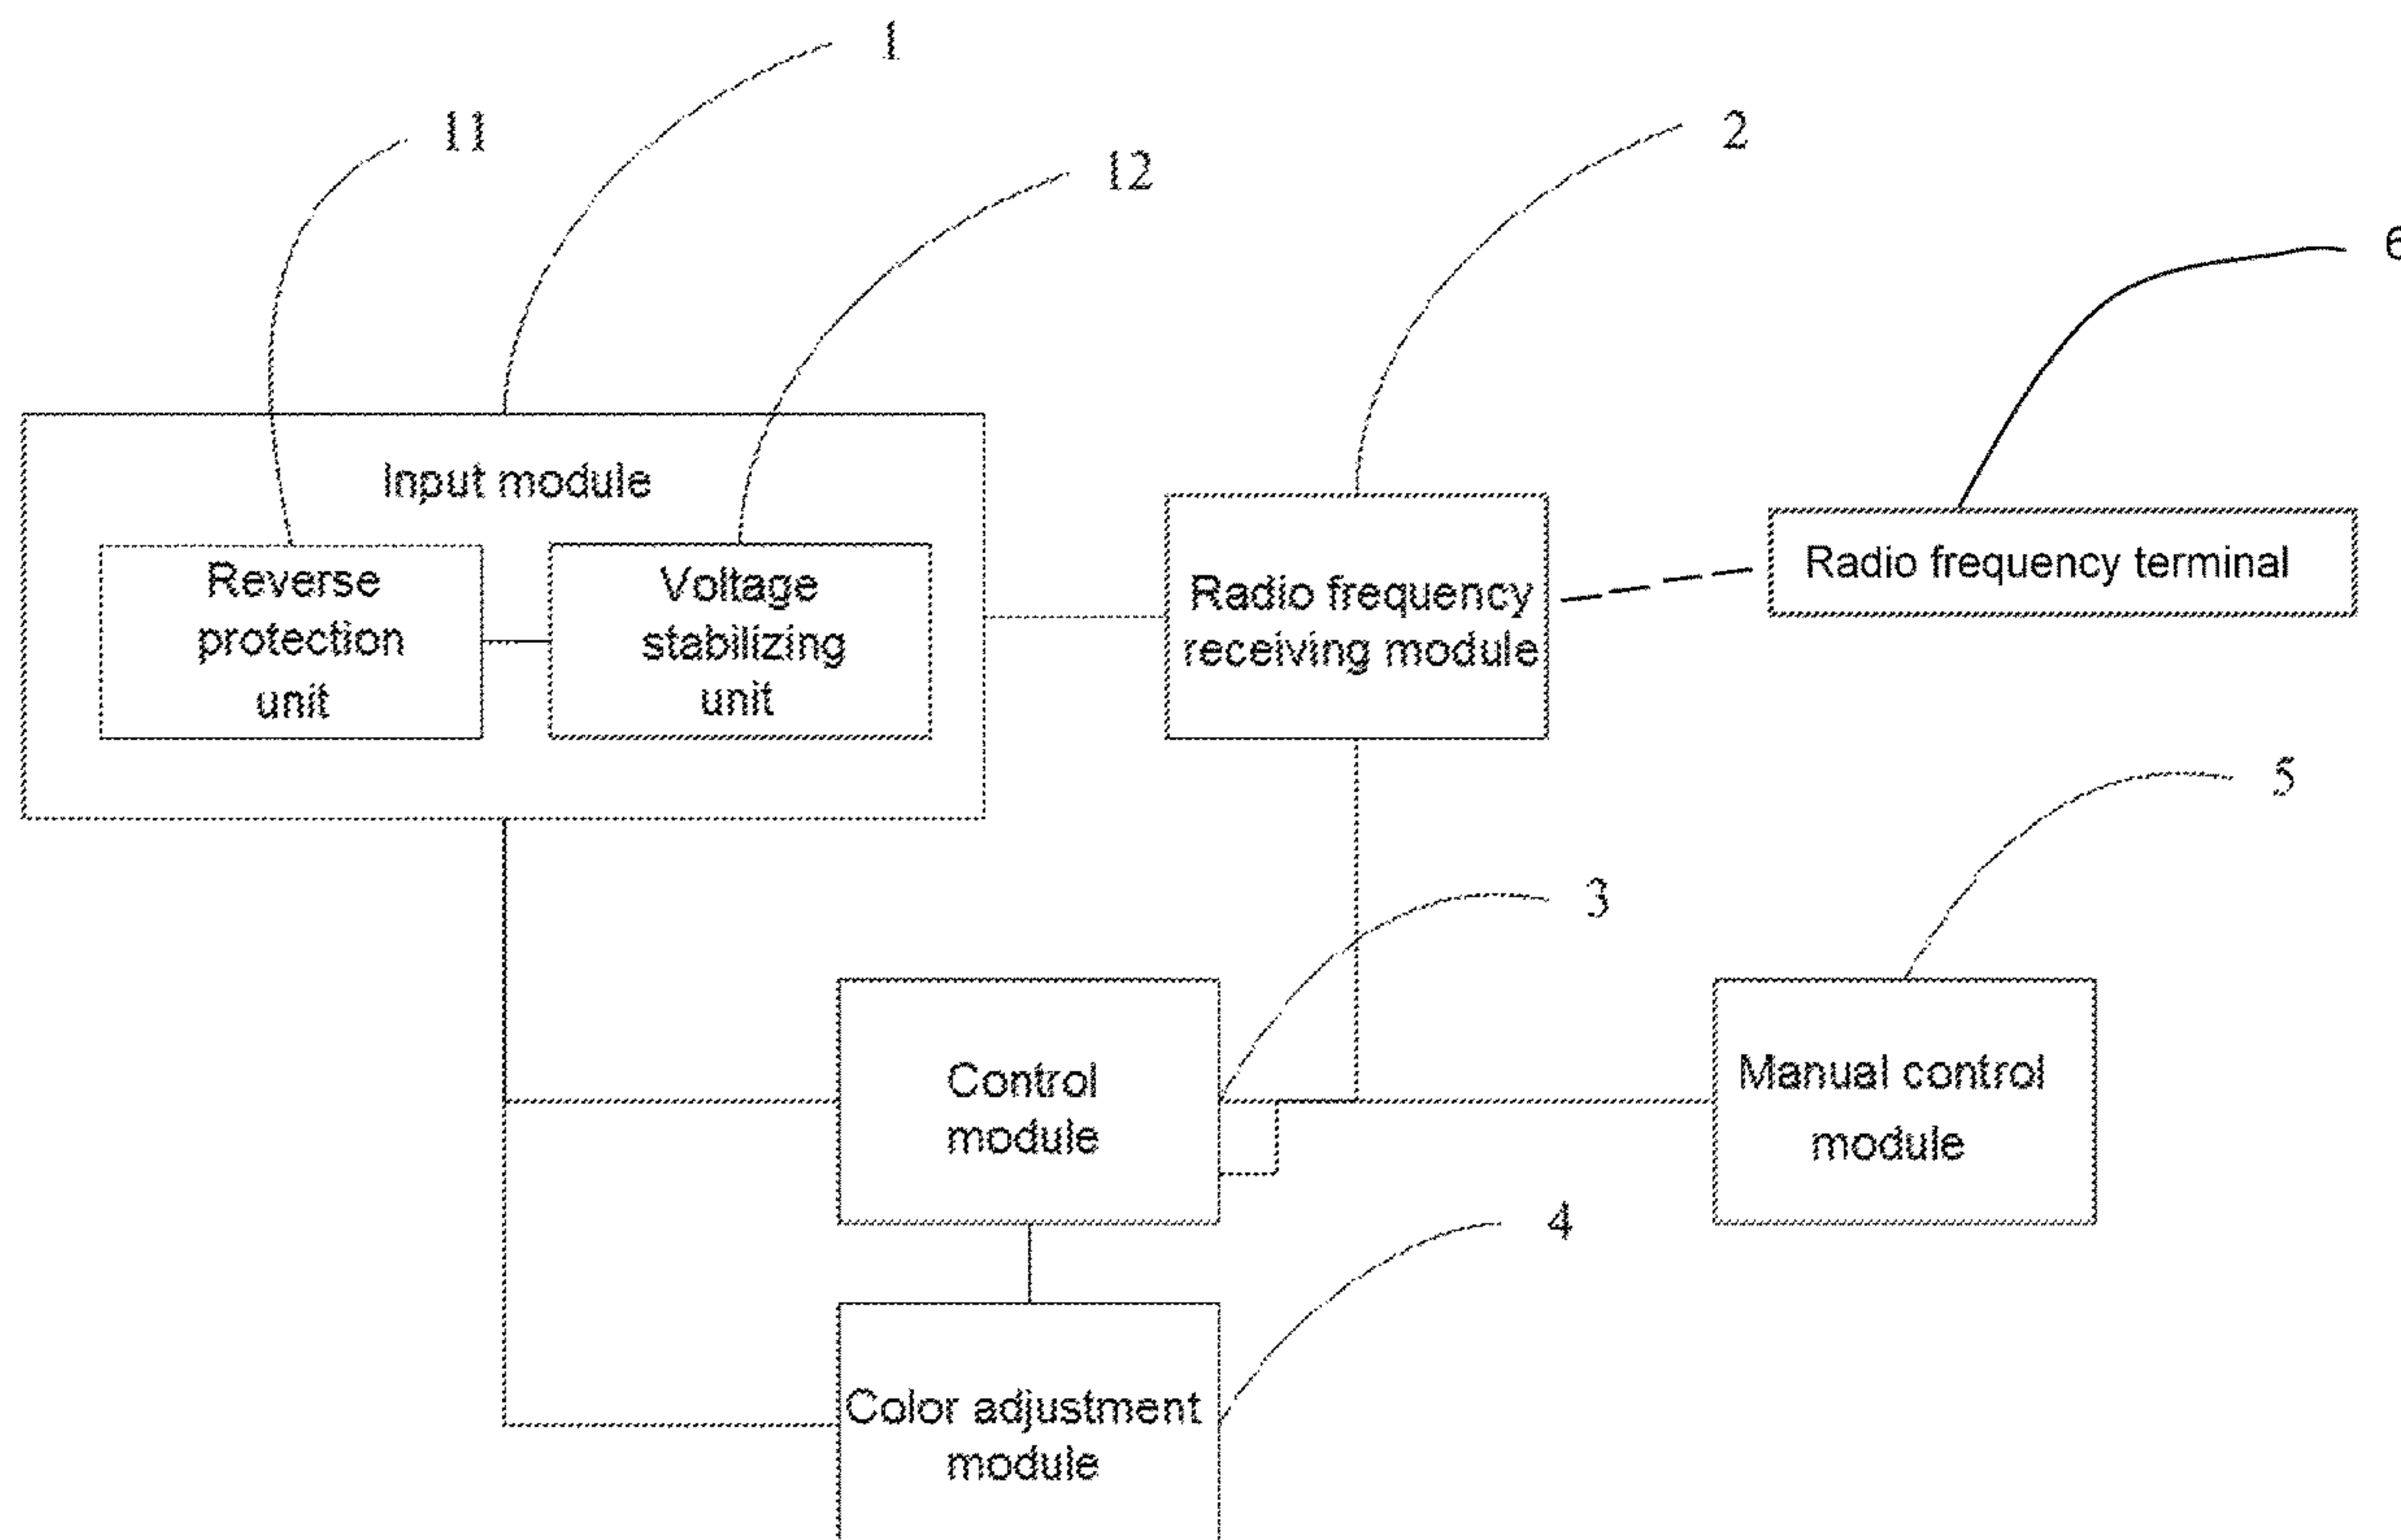 1
11
2
12
6
Input module
Reverse
protection
unit
Voltage
stabilizing
unit
Radio frequency
receiving module
Radio frequency terminal
5
3
Control
module
Manual control
module
4
Color adjustment
module